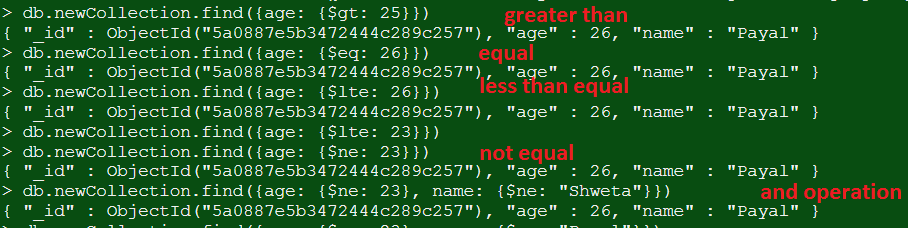 > db.newCollection.find({age: {$gt: 25}}) greater than
{ "_id" : ObjectId("5a0887e5b3472444c289c257"), "age" : 26, "name" : "Payal" }
> db.newCollection.find({age: {$eq: 26}}) equal
{ "_id" : ObjectId("5a0887e5b3472444c289c257"), "age" : 26, "name" : "Payal" }
> db.newCollection.find({age: {$lte: 26}}) less than equal
{ "_id" : ObjectId("5a0887e5b3472444c289c257"), "age" : 26, "name" : "Payal" }
> db.newCollection.find({age: {$lte: 23}})
> db.newCollection.find({age: {$ne: 23}}) not equal
{ "_id" : ObjectId("5a0887e5b3472444c289c257"), "age" : 26, "name" : "Payal" }
> db.newCollection.find({age: {$ne: 23}, name: {$ne: "Shweta"}}) and operation
{ "_id" : ObjectId("5a0887e5b3472444c289c257"), "age" : 26, "name" : "Payal" }